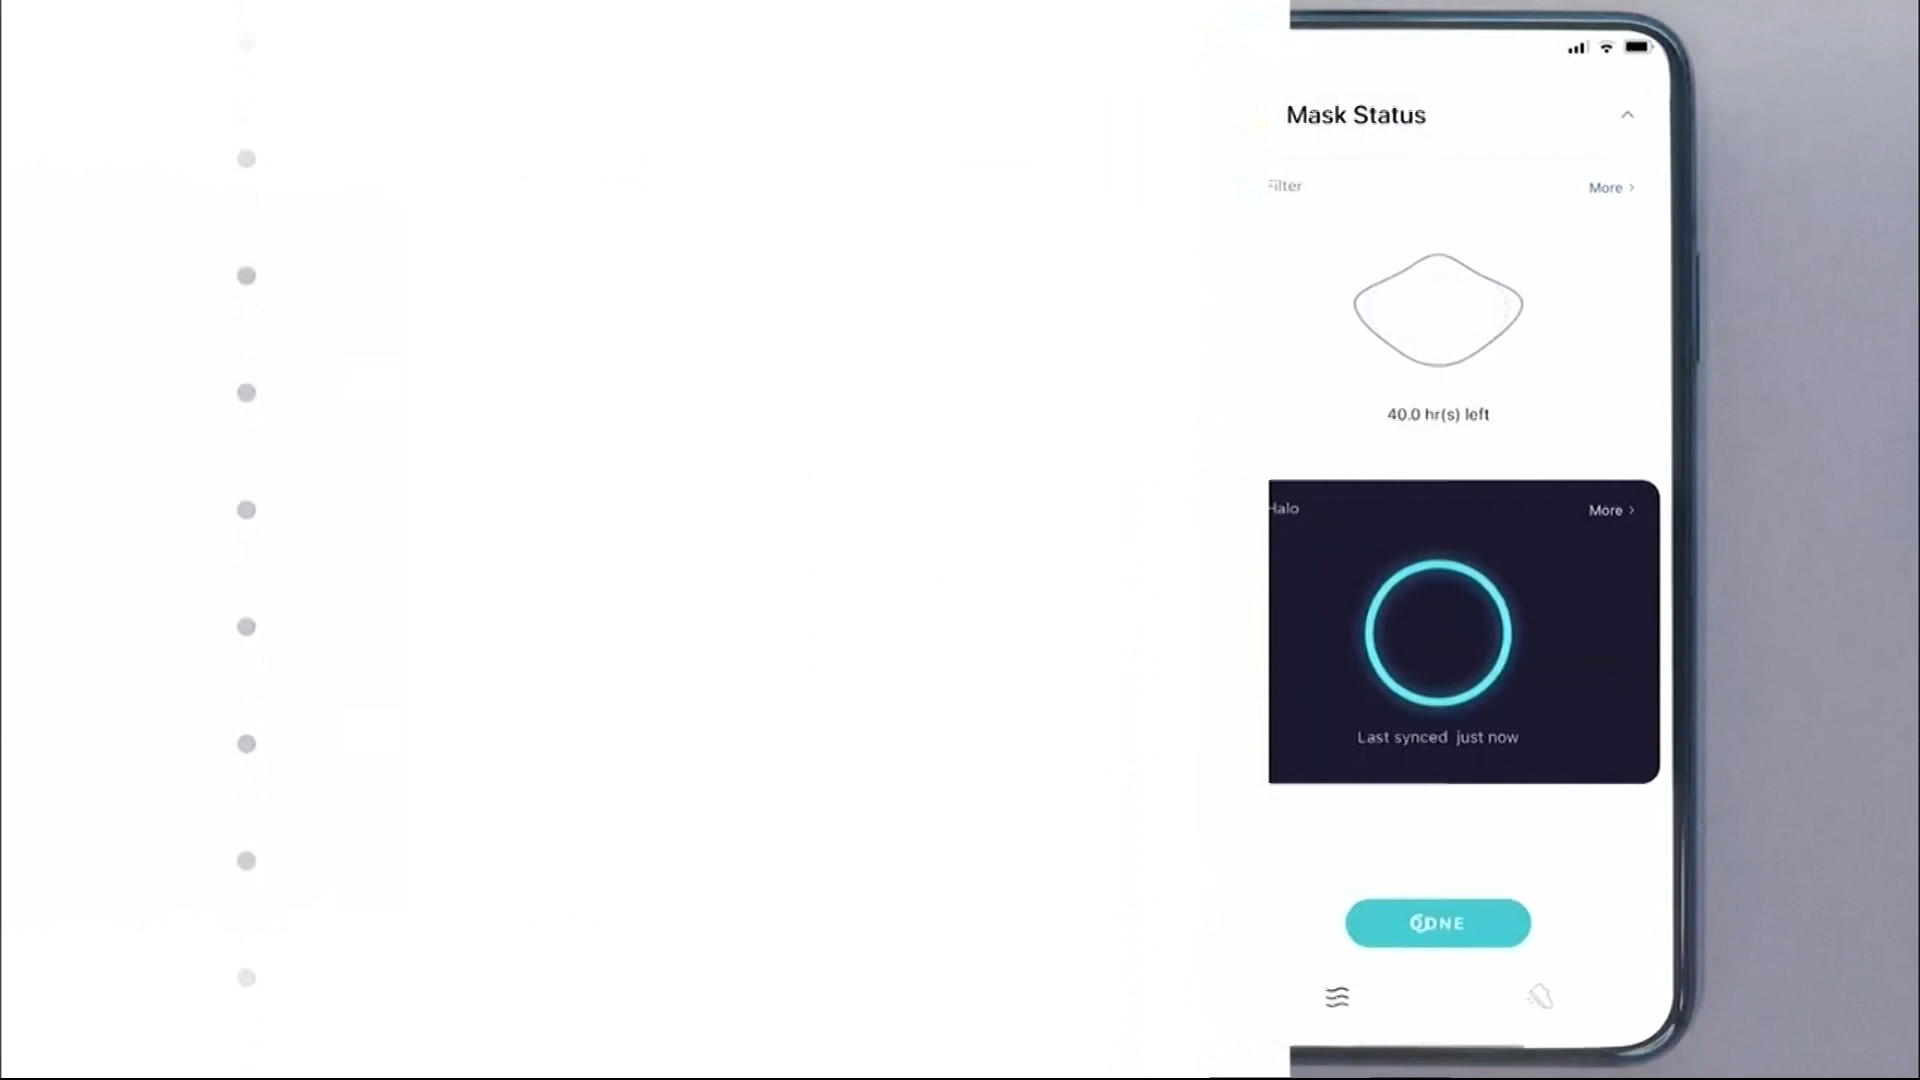 Mask Status
Filter
More
40.0 hr(s) left
Halo
More
Last synced just now
DONE